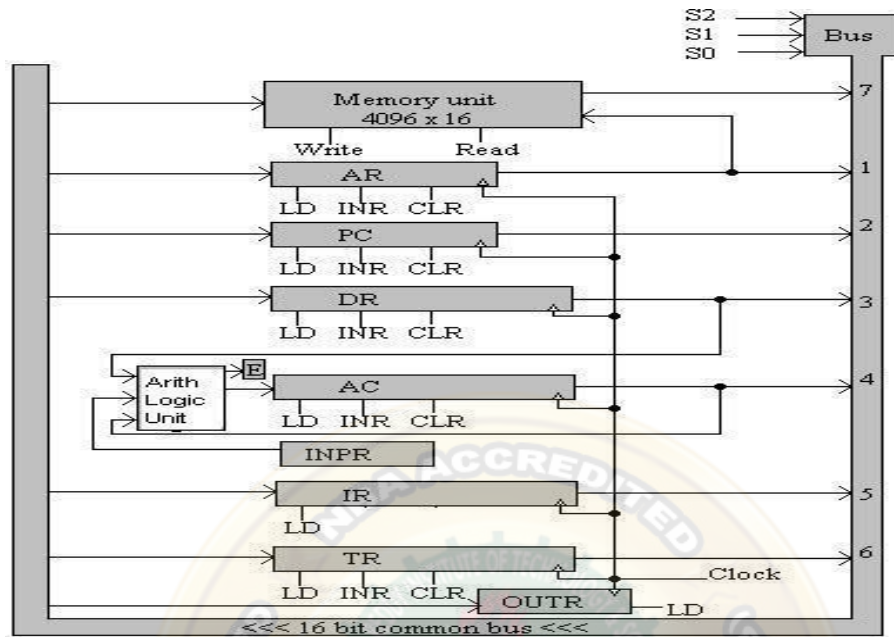 S2
S1
S0
Bus
Memory unit
4096 x 16
7
Write Read
AR
1
LD INR CLR
PC
2
LD INR CLR
DR
3
LD INR CLR
E
Arith
Logic
Unit
AC
4
LD INR CLR
INPR
NBA ACCREDITED
IR
5
LD
TR
6
LD INR CLR
Clock
OUTR
LD
<<< 16 bit common bus <<<